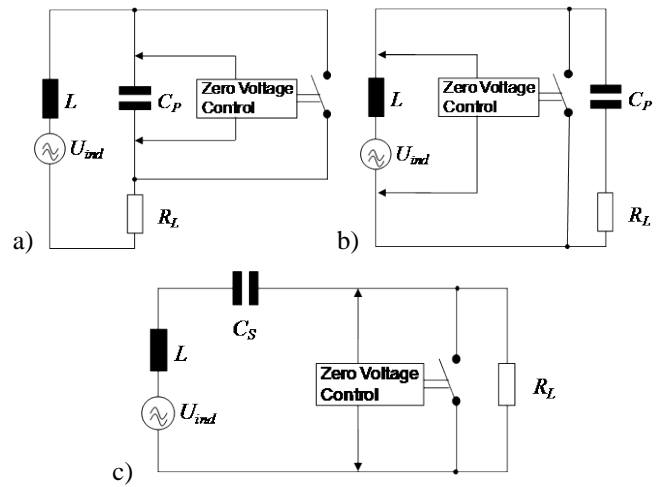 L
U_ind
C_P
Zero Voltage
Control
R_L
a)
L
U_ind
Zero Voltage
Control
C_P
R_L
b)
C_S
L
U_ind
Zero Voltage
Control
R_L
c)